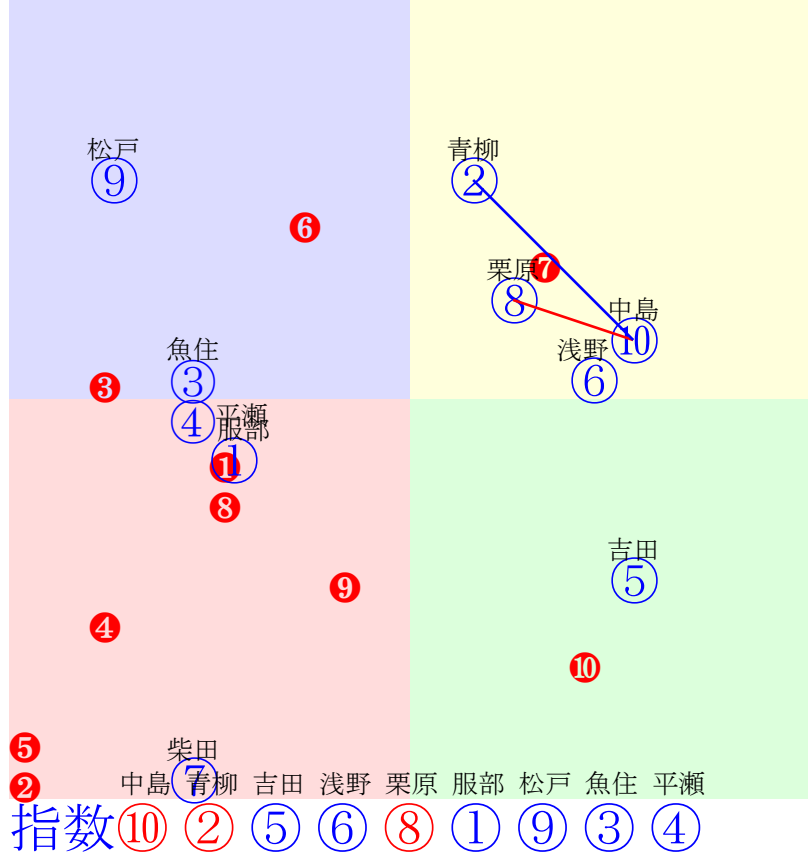 松戸 青柳
⑨ ②
❻
栗原 ❼
⑧ 中島
⑩
魚住 浅野
③ ⑥
❸
④ 平瀬
服部
❶ ①
❽
吉田
❾ ⑤
❹
❿
❺ 柴田
❷ ⑦
中島 青柳 吉田 浅野 栗原 服部 松戸 魚住 平瀬
指数⑩②⑤⑥⑧①⑨③④